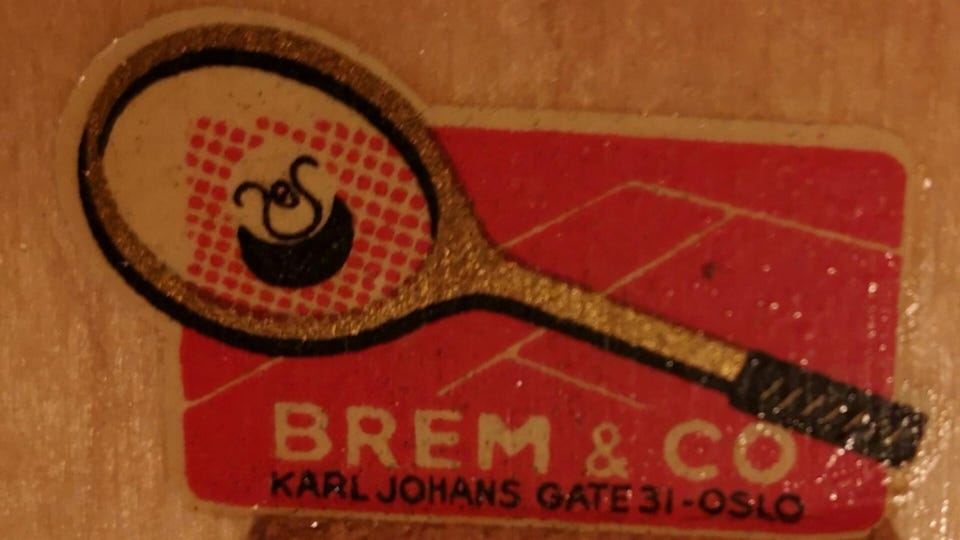 BREM & CO
KARL JOHANS GATE 31-OSLO